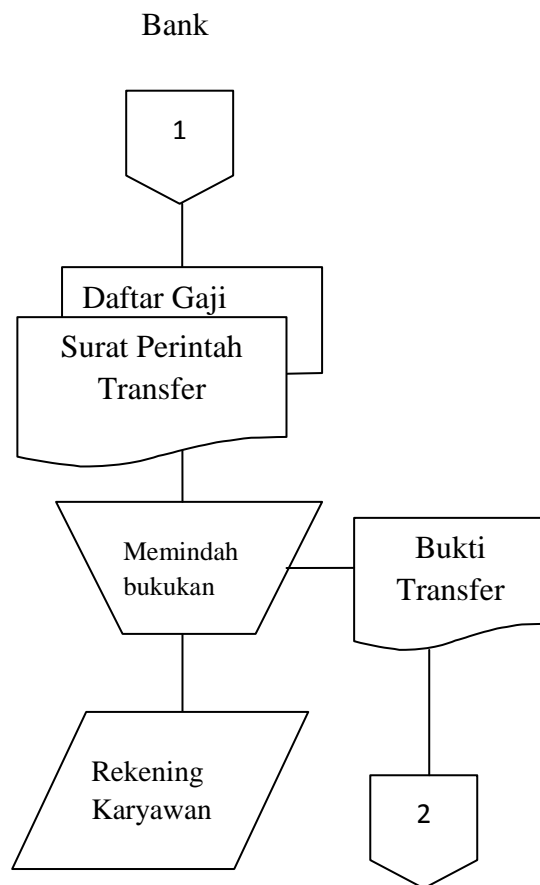 Bank
1
Daftar Gaji
Surat Perintah
Transfer
Memindah
bukukan
Bukti
Transfer
Rekening
Karyawan
2